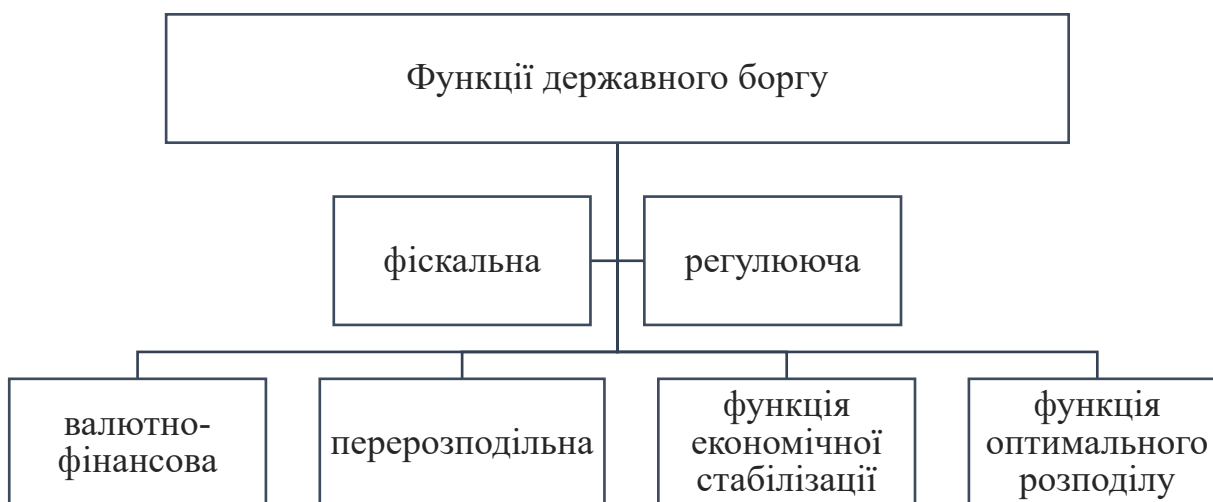 Функції державного боргу
фіскальна
регулююча
валютно-
фінансова
перерозподільна
функція
економічної
стабілізації
функція
оптимального
розподілу